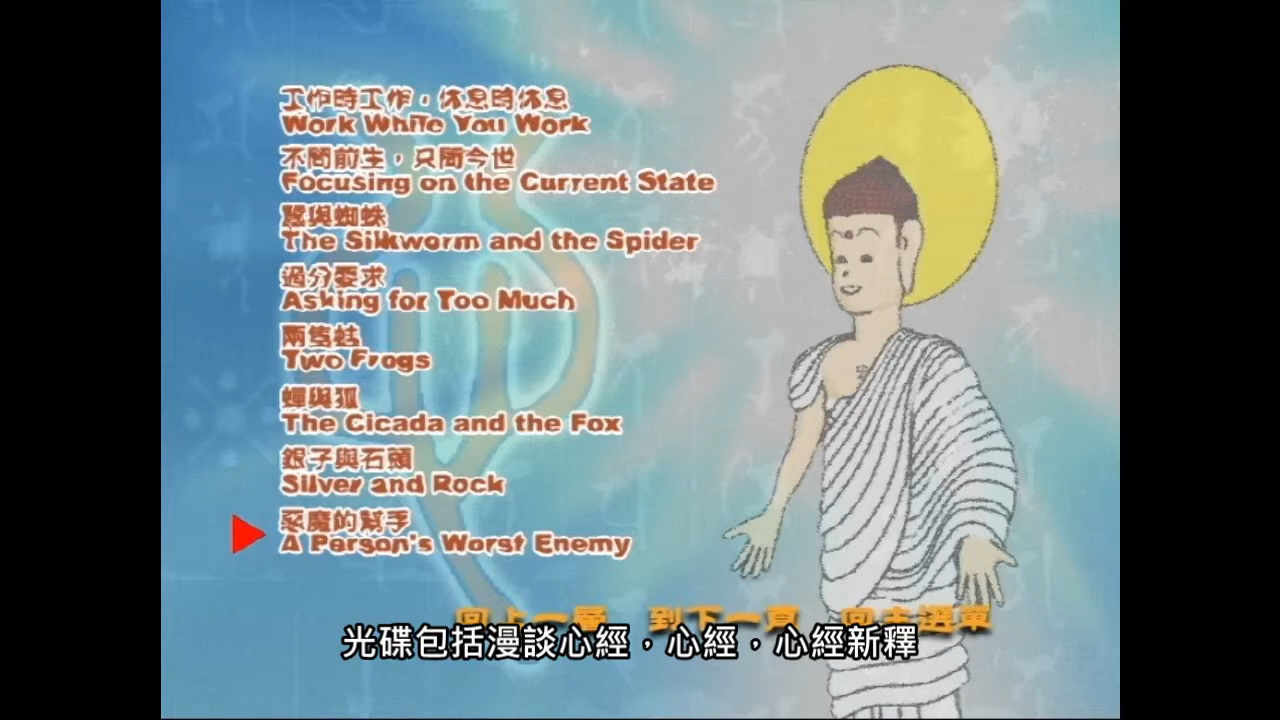 工作時工作，休息時休息
Work While You Work
不問前生，只問今世
Focusing on the Current State
蠶與蜘蛛
The Silkworm and the Spider
過分要求
Asking for Too Much
兩隻蛙
Two Frogs
蟬與狐
The Cicada and the Fox
銀子與石頭
Silver and Rock
惡魔的幫手
A Person's Worst Enemy
回上一層 到下一頁 回主選單
光碟包括漫談心經，心經，心經新釋